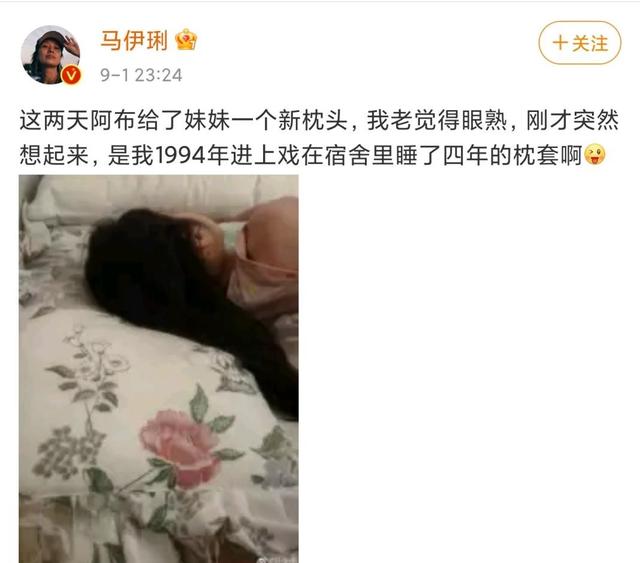 马伊琍
9-1 23:24
+关注
这两天阿布给了妹妹一个新枕头，我老觉得眼熟，刚才突然
想起来，是我1994年进上戏在宿舍里睡了四年的枕套啊